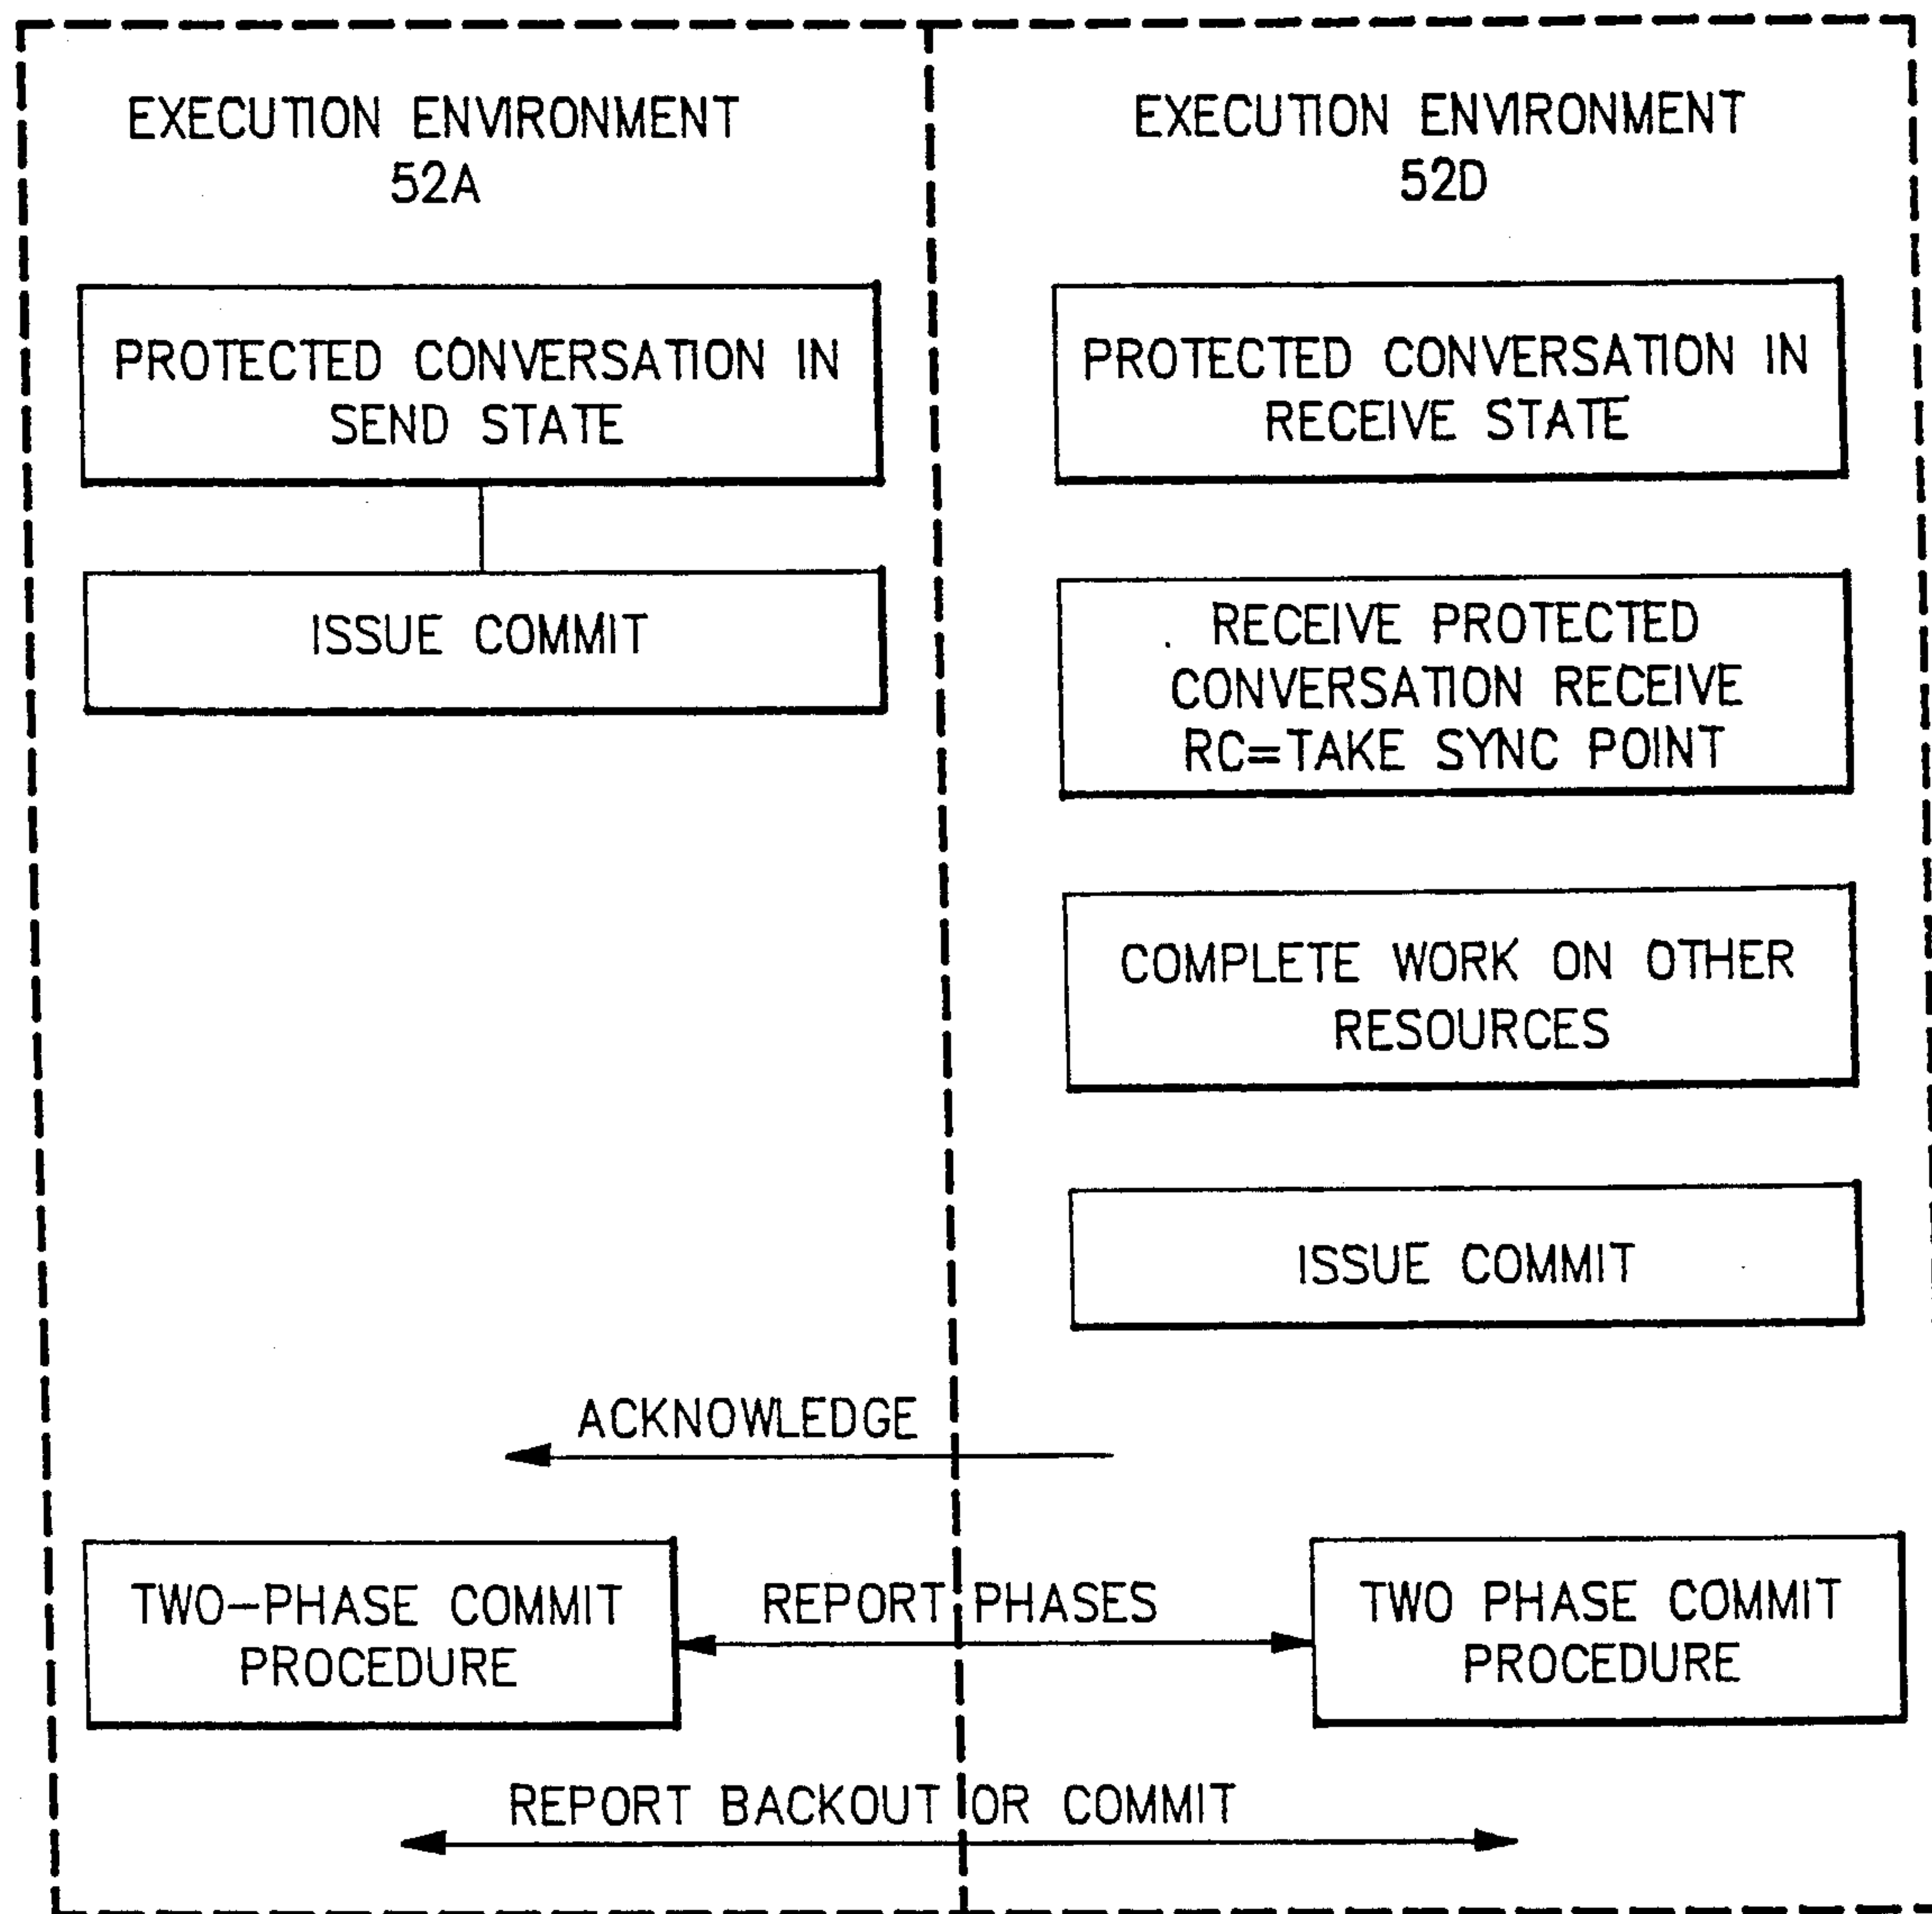 EXECUTION ENVIRONMENT
52A
EXECUTION ENVIRONMENT
52D
PROTECTED CONVERSATION IN
SEND STATE
PROTECTED CONVERSATION IN
RECEIVE STATE
ISSUE COMMIT
RECEIVE PROTECTED
CONVERSATION RECEIVE
RC=TAKE SYNC POINT
COMPLETE WORK ON OTHER
RESOURCES
ISSUE COMMIT
ACKNOWLEDGE
TWO-PHASE COMMIT
PROCEDURE
REPORT PHASES
TWO PHASE COMMIT
PROCEDURE
REPORT BACKOUT OR COMMIT